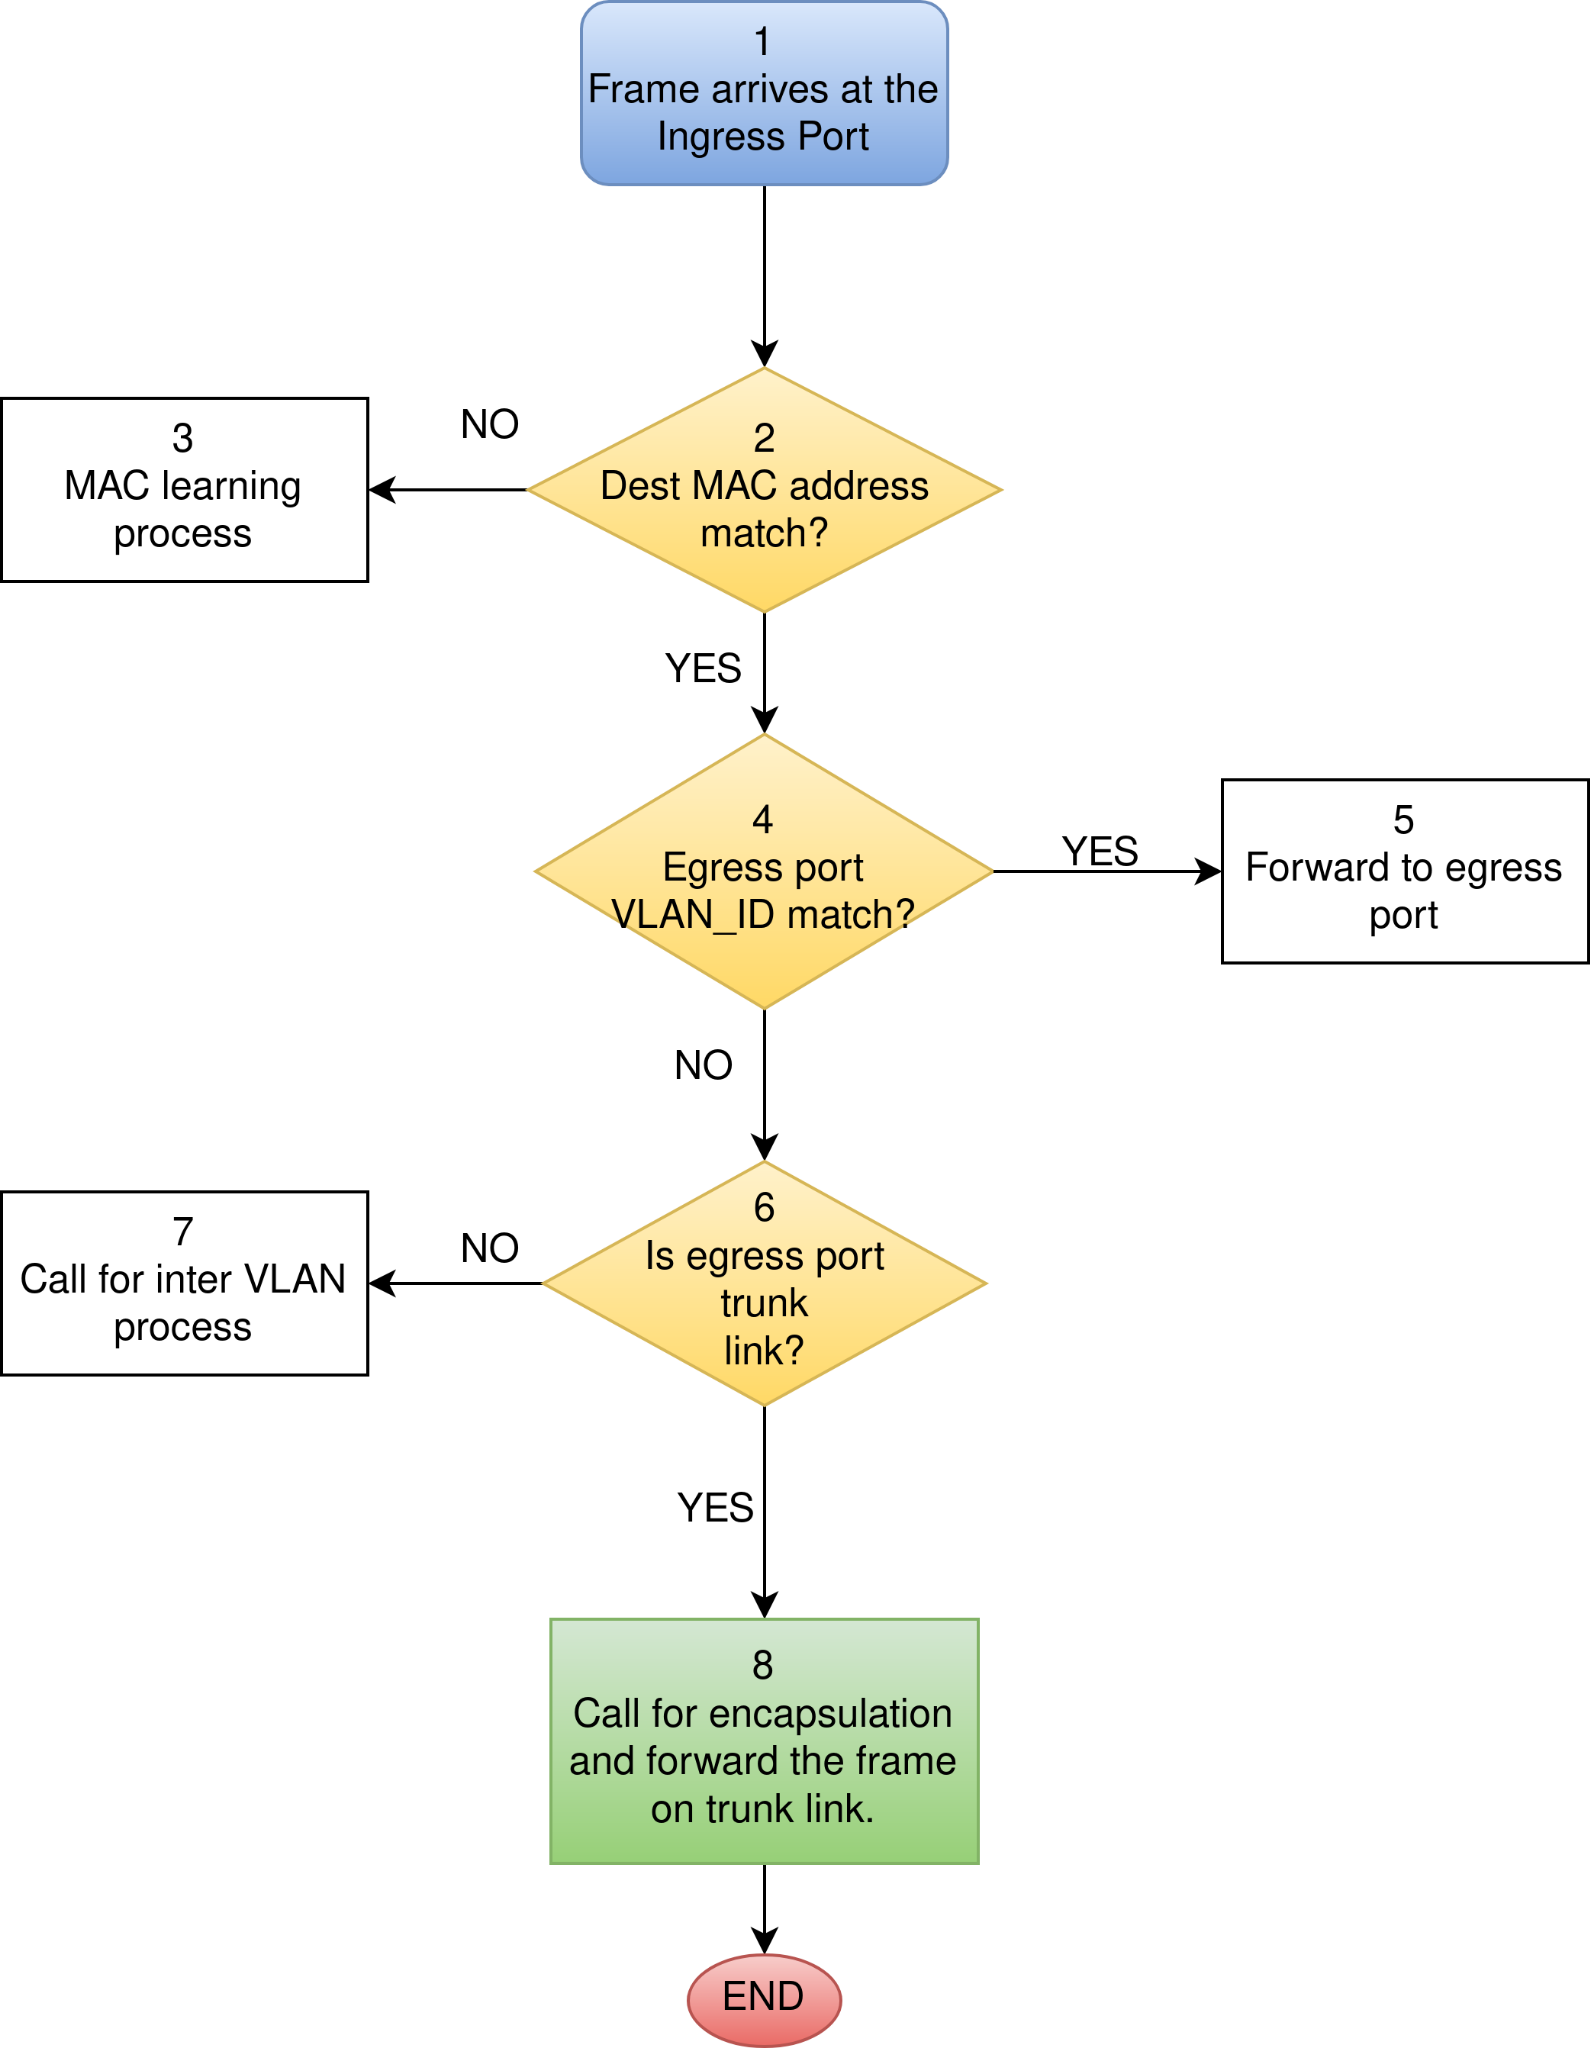 1
Frame arrives at the
Ingress Port
NO
2
Dest MAC address
match?
3
MAC learning
process
YES
4
Egress port
VLAN_ID match?
YES
5
Forward to egress
port
NO
6
Is egress port
trunk
link?
NO
7
Call for inter VLAN
process
YES
8
Call for encapsulation
and forward the frame
on trunk link.
END